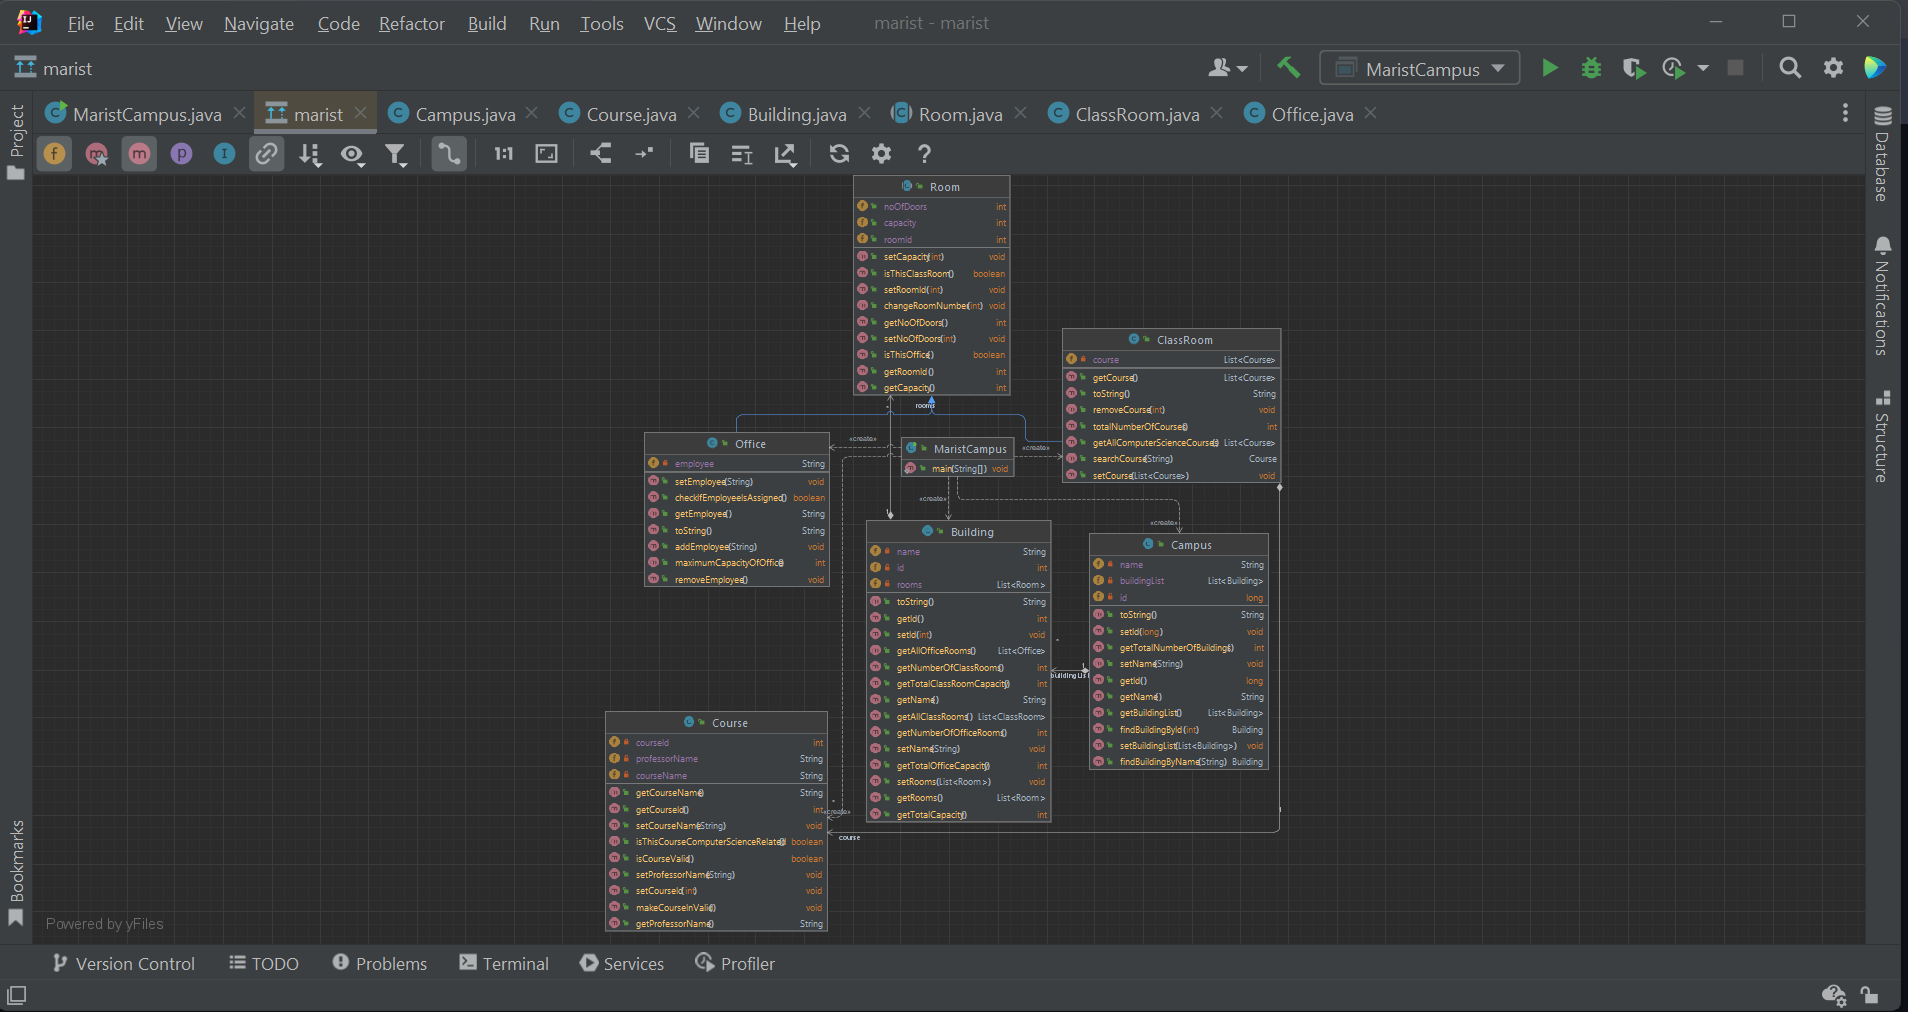 File Edit View Navigate Code Refactor Build Run Tools VCS Window Help marist - marist
marist MaristCampus
MaristCampus.java marist Campus.java Course.java Building.java Room.java ClassRoom.java Office.java
1:1 ?
Project
Bookmarks
Database
Notifications
Structure
Room
noOfDoors int
capacity int
roomId int
setCapacity(int) void
isThisClassRoom() boolean
setRoomId(int) void
changeRoomNumber(int) void
getNoOfDoors() int
setNoOfDoors(int) void
isThisOffice() boolean
getRoomId() int
getCapacity() int
* rooms
ClassRoom
course List<Course>
getCourse() List<Course>
toString() String
removeCourse(int) void
totalNumberOfCourse() int
getAllComputerScienceCourse() List<Course>
searchCourse(String) Course
setCourse(List<Course>) void
Office
employee String
setEmployee(String) void
checkIfEmployeeIsAssigned() boolean
getEmployee() String
toString() String
addEmployee(String) void
maximumCapacityOfOffice() int
removeEmployee() void
«create»
MaristCampus
main(String[]) void
«create»
«create»
«create»
1
Building
name String
id int
rooms List<Room>
toString() String
getId() int
setId(int) void
getAllOfficeRooms() List<Office>
getNumberOfClassRooms() int
getTotalClassRoomCapacity() int
getName() String
getAllClassRooms() List<ClassRoom>
getNumberOfOfficeRooms() int
setName(String) void
getTotalOfficeCapacity() int
setRooms(List<Room>) void
getRooms() List<Room>
getTotalCapacity() int
*
1
buildingList
Campus
name String
buildingList List<Building>
id long
toString() String
setId(long) void
getTotalNumberOfBuildings() int
setName(String) void
getId() long
getName() String
getBuildingList() List<Building>
findBuildingById(int) Building
setBuildingList(List<Building>) void
findBuildingByName(String) Building
1
Course
courseId int
professorName String
courseName String
getCourseName() String
getCourseId() int
setCourseName(String) void
isThisCourseComputerScienceRelated() boolean
isCourseValid() boolean
setProfessorName(String) void
setCourseId(int) void
makeCourseInValid() void
getProfessorName() String
*
«create»
course
Powered by yFiles
Version Control TODO Problems Terminal Services Profiler